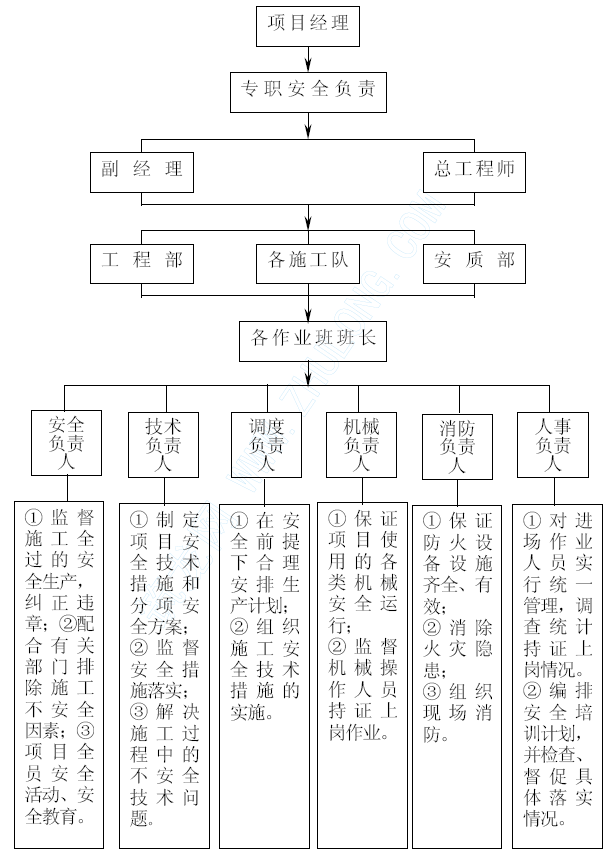 项目经理
专职安全负责
副经理
总工程师
工程部
各施工队
安质部
各作业班班长
安全
负责
人
技术
负责
人
调度
负责
人
机械
负责
人
消防
负责
人
人事
负责
人
①监督
施工全
过的安
全生产，
纠正违
章；②配
合有关
部门排
除施工
不安全
因素；③
项目全
员安全
活动、安
全教育。
①制定
项目安
全技术
措施和
分项安
全方案；
②监督
安全措
施落实；
③解决
施工过
程中的
不安全
技术问
题。
①在安
全前提
下合理
安排生
产计划；
②组织
施工安
全技术
措施的
实施。
①保证
项目使
用的各
类机械
安全运
行；
②监督
机械操
作人员
持证上
岗作业。
①保证
防火设
备设施
齐全、有
效；
②消除
火灾隐
患；
③组织
现场消
防。
①对进
场作业
人员实
行统一
管理，调
查统计
持证上
岗情况。
②编排
安全培
训计划，
并检查、
督促具
体落实
情况。